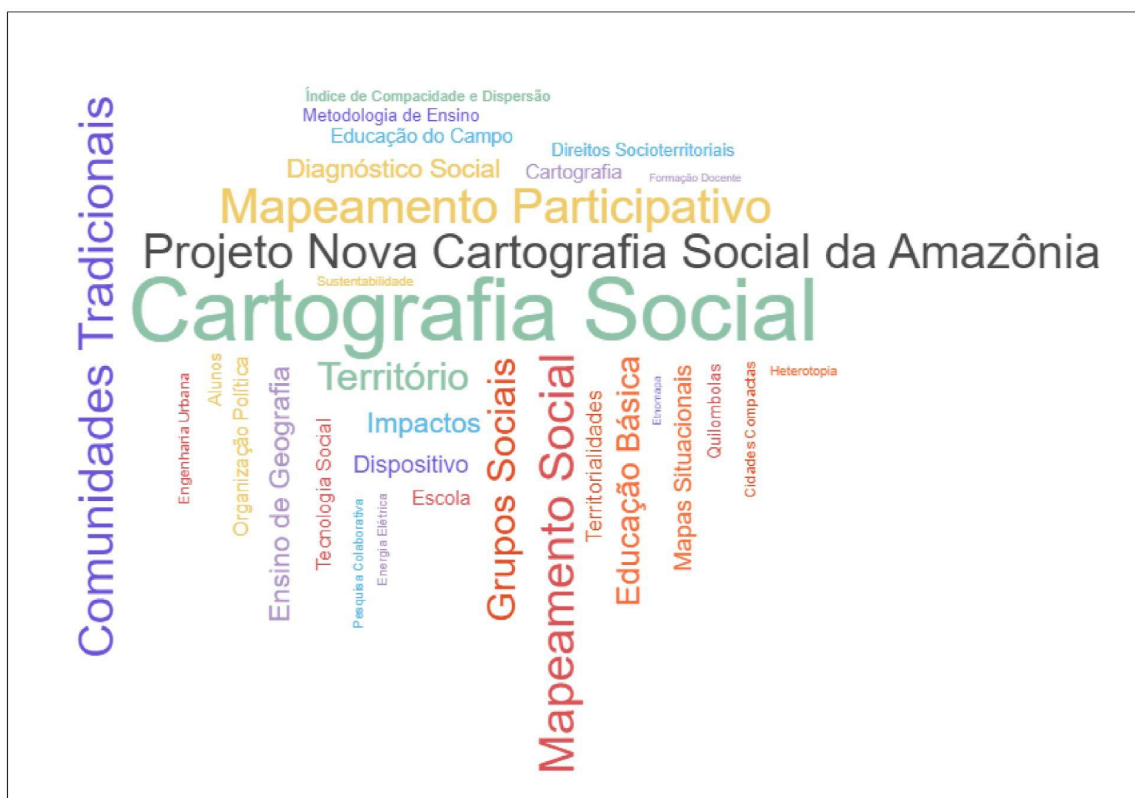 Índice de Compacidade e Dispersão
Metodologia de Ensino
Educação do Campo
Direitos Socioterritoriais
Diagnóstico Social
Cartografia
Formação Docente
Mapeamento Participativo
Projeto Nova Cartografia Social da Amazônia
Sustentabilidade
Cartografia Social
Comunidades Tradicionais
Engenharia Urbana
Alunos
Organização Política
Ensino de Geografia
Tecnologia Social
Território
Impactos
Dispositivo
Escola
Pesquisa Colaborativa
Energia Elétrica
Grupos Sociais
Mapeamento Social
Territorialidades
Educação Básica
Etnomapa
Mapas Situacionais
Quilombolas
Cidades Compactas
Heterotopia